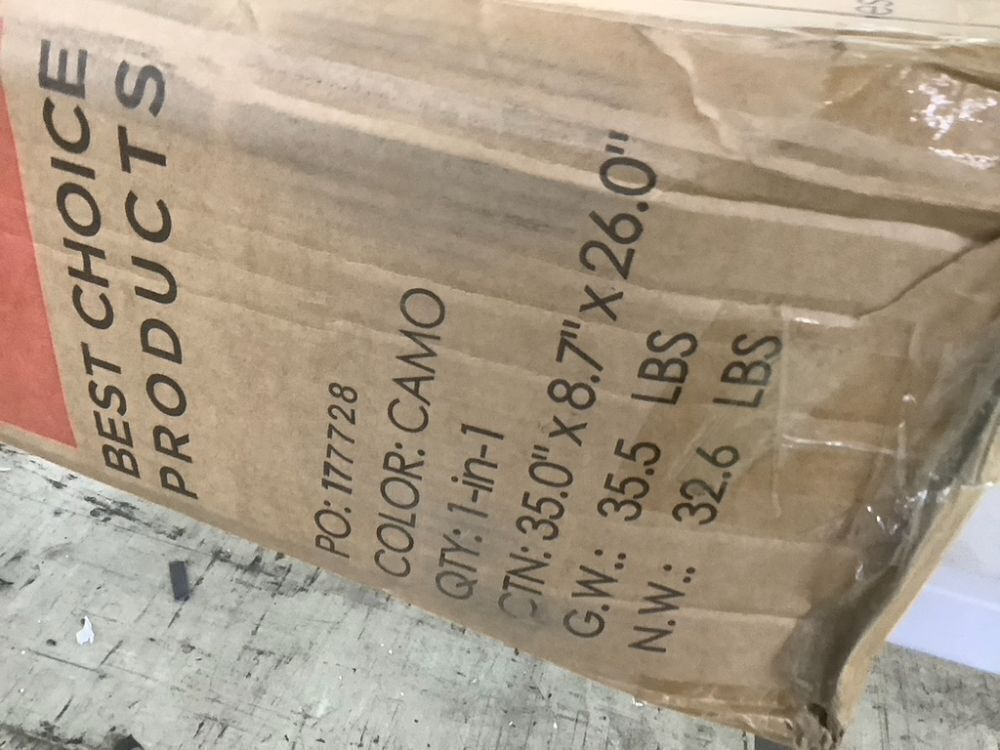 BEST CHOICE
PRODUCTS
PO: 177728
COLOR: CAMO
QTY: 1-in-1
CTN: 35.0" X 8.7" X 26.0"
G.W.: 35.5 LBS
N.W.: 32.6 LBS